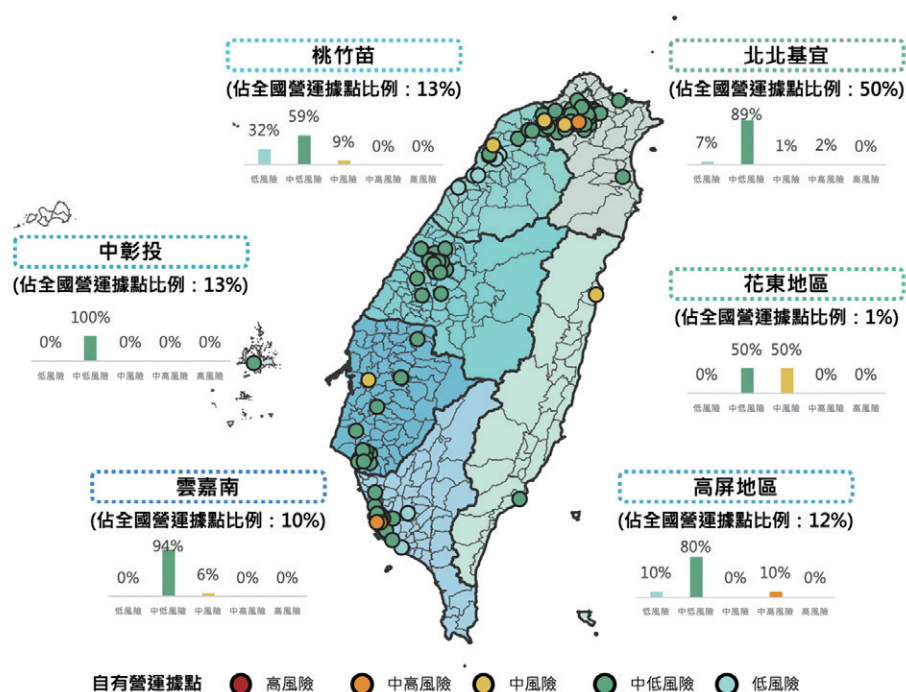 桃竹苗
(佔全國營運據點比例：13%)
32% 59% 9% 0% 0%
低風險 中低風險 中風險 中高風險 高風險
北北基宜
(佔全國營運據點比例：50%)
7% 89% 1% 2% 0%
低風險 中低風險 中風險 中高風險 高風險
中彰投
(佔全國營運據點比例：13%)
0% 100% 0% 0% 0%
低風險 中低風險 中風險 中高風險 高風險
花東地區
(佔全國營運據點比例：1%)
0% 50% 50% 0% 0%
低風險 中低風險 中風險 中高風險 高風險
雲嘉南
(佔全國營運據點比例：10%)
0% 94% 6% 0% 0%
低風險 中低風險 中風險 中高風險 高風險
高屏地區
(佔全國營運據點比例：12%)
10% 80% 0% 10% 0%
低風險 中低風險 中風險 中高風險 高風險
自有營運據點 高風險 中高風險 中風險 中低風險 低風險